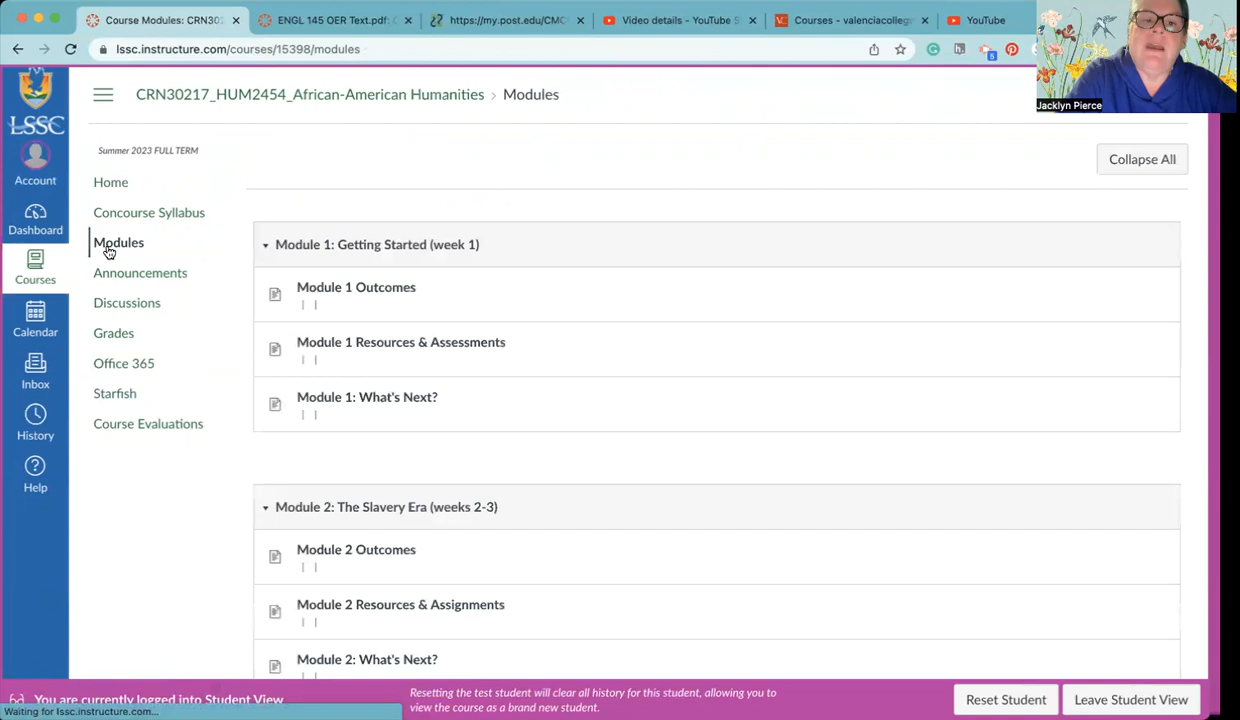 Course Modules: CRN302
ENGL 145 OER Text.pdf: C
https://my.post.edu/CMC
Video details - YouTube S
Courses - valenciacolleg
YouTube
lssc.instructure.com/courses/15398/modules
Jacklyn Pierce
LSSC
Account
Dashboard
Courses
Calendar
Inbox
History
Help
CRN30217_HUM2454_African-American Humanities > Modules
Summer 2023 FULL TERM
Home
Concourse Syllabus
Modules
Announcements
Discussions
Grades
Office 365
Starfish
Course Evaluations
Collapse All
Module 1: Getting Started (week 1)
Module 1 Outcomes
Module 1 Resources & Assessments
Module 1: What's Next?
Module 2: The Slavery Era (weeks 2-3)
Module 2 Outcomes
Module 2 Resources & Assignments
Module 2: What's Next?
You are currently logged into Student View
Resetting the test student will clear all history for this student, allowing you to
view the course as a brand new student.
Reset Student
Leave Student View
Waiting for lssc.instructure.com...